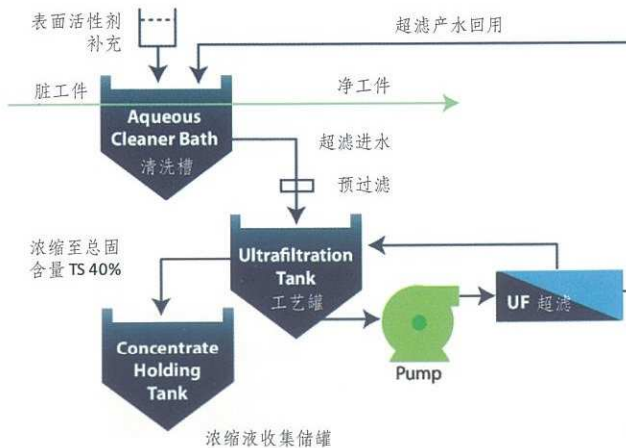 表面活性剂
补充
超滤产水回用
脏工件
净工件
Aqueous
Cleaner Bath
清洗槽
超滤进水
预过滤
浓缩至总固
含量 TS 40%
Ultrafiltration
Tank
工艺罐
UF 超滤
Pump
Concentrate
Holding
Tank
浓缩液收集储罐